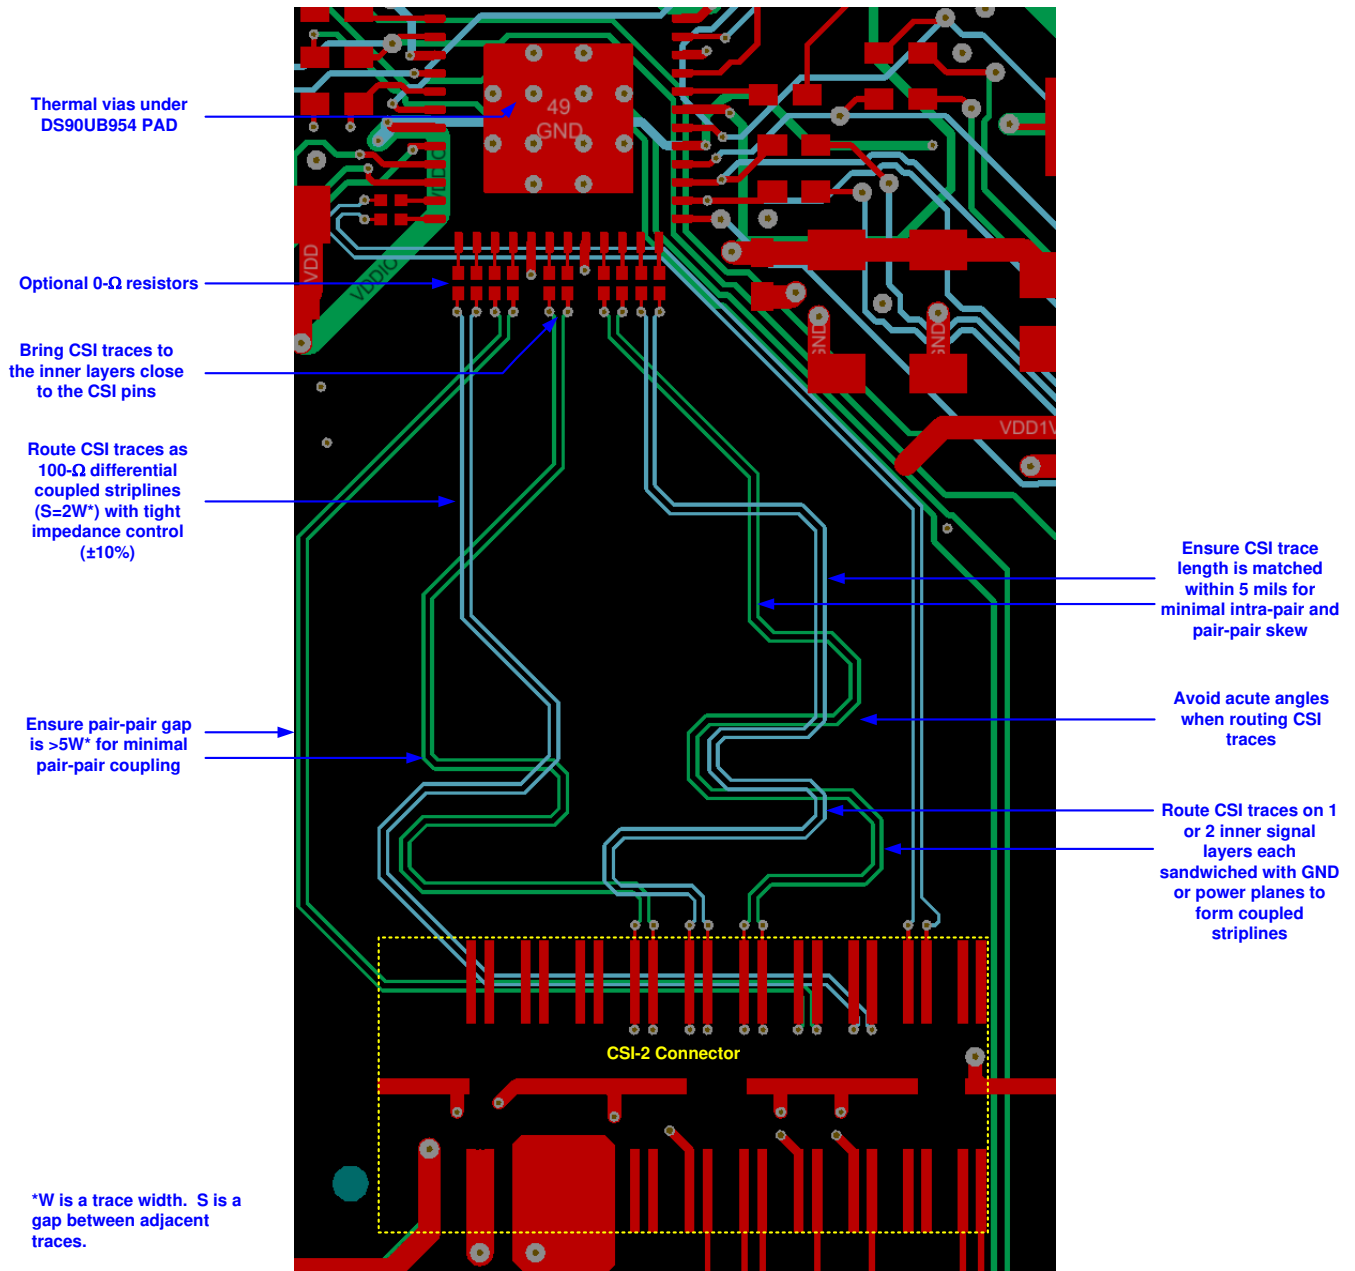 Thermal vias under
DS90UB954 PAD
49
GND
VDDIO
VDD
VDDIO
Optional 0-Ω resistors
Bring CSI traces to
the inner layers close
to the CSI pins
GND
GND
VDD1V
Route CSI traces as
100-Ω differential
coupled striplines
(S=2W*) with tight
impedance control
(±10%)
Ensure CSI trace
length is matched
within 5 mils for
minimal intra-pair and
pair-pair skew
Ensure pair-pair gap
is >5W* for minimal
pair-pair coupling
Avoid acute angles
when routing CSI
traces
Route CSI traces on 1
or 2 inner signal
layers each
sandwiched with GND
or power planes to
form coupled
striplines
CSI-2 Connector
*W is a trace width.  S is a
gap between adjacent
traces.